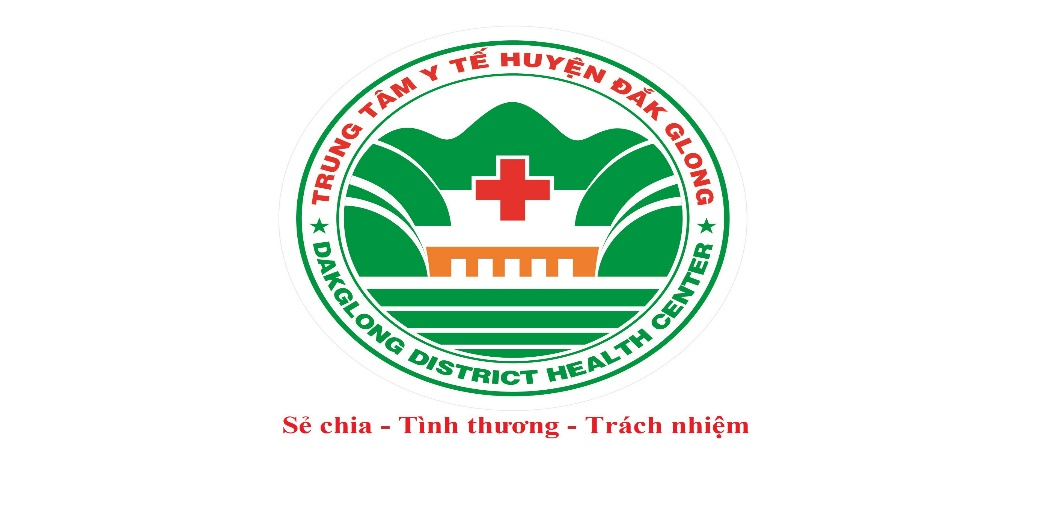 TRUNG TÂM Y TẾ HUYỆN ĐẮK GLONG
DAKGLONG DISTRICT HEALTH CENTER
Sẻ chia - Tình thương - Trách nhiệm